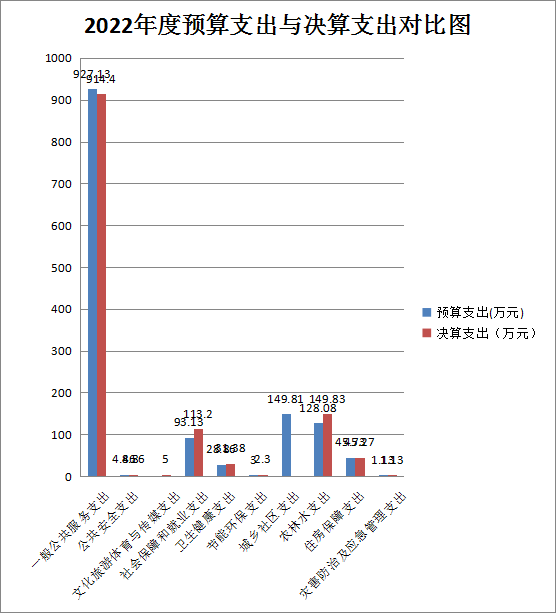 2022年度预算支出与决算支出对比图
1000
900
800
700
600
500
400
300
200
100
0
927.13
914.4
5
93.13
113.2
31.38
3
2.3
149.81
128.08
149.83
1.13
预算支出(万元)
决算支出（万元）
一般公共服务支出
公共安全支出
文化旅游体育与传媒支出
社会保障和就业支出
卫生健康支出
节能环保支出
城乡社区支出
农林水支出
住房保障支出
灾害防治及应急管理支出